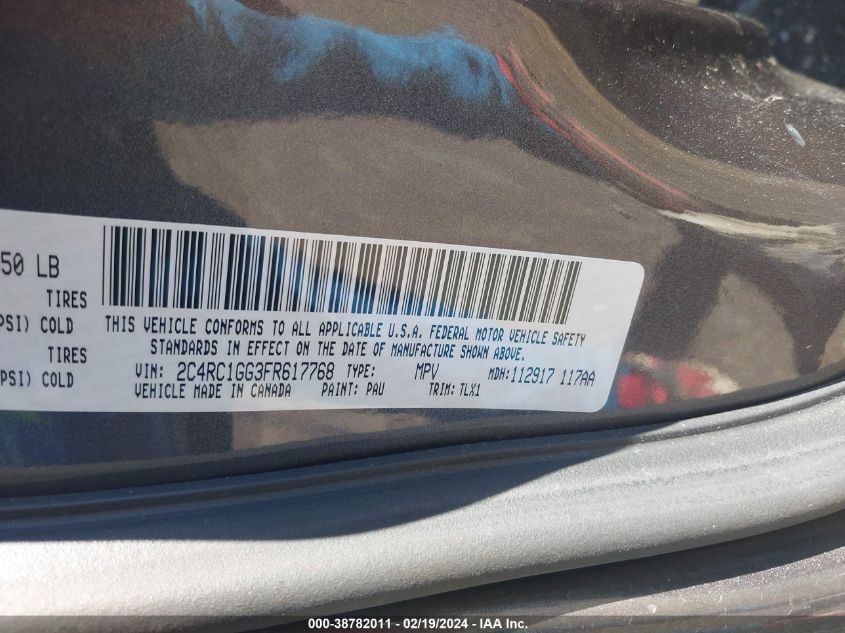 50 LB
TIRES
PSI) COLD
TIRES
PSI) COLD
THIS VEHICLE CONFORMS TO ALL APPLICABLE U.S.A. FEDERAL MOTOR VEHICLE SAFETY
STANDARDS IN EFFECT ON THE DATE OF MANUFACTURE SHOWN ABOVE.
VIN: 2C4RC1GG3FR617768 TYPE: MPV MDH:112917 117AA
VEHICLE MADE IN CANADA PAINT: PAU TRIM: TLX1
000-38782011 - 02/19/2024 - IAA Inc.